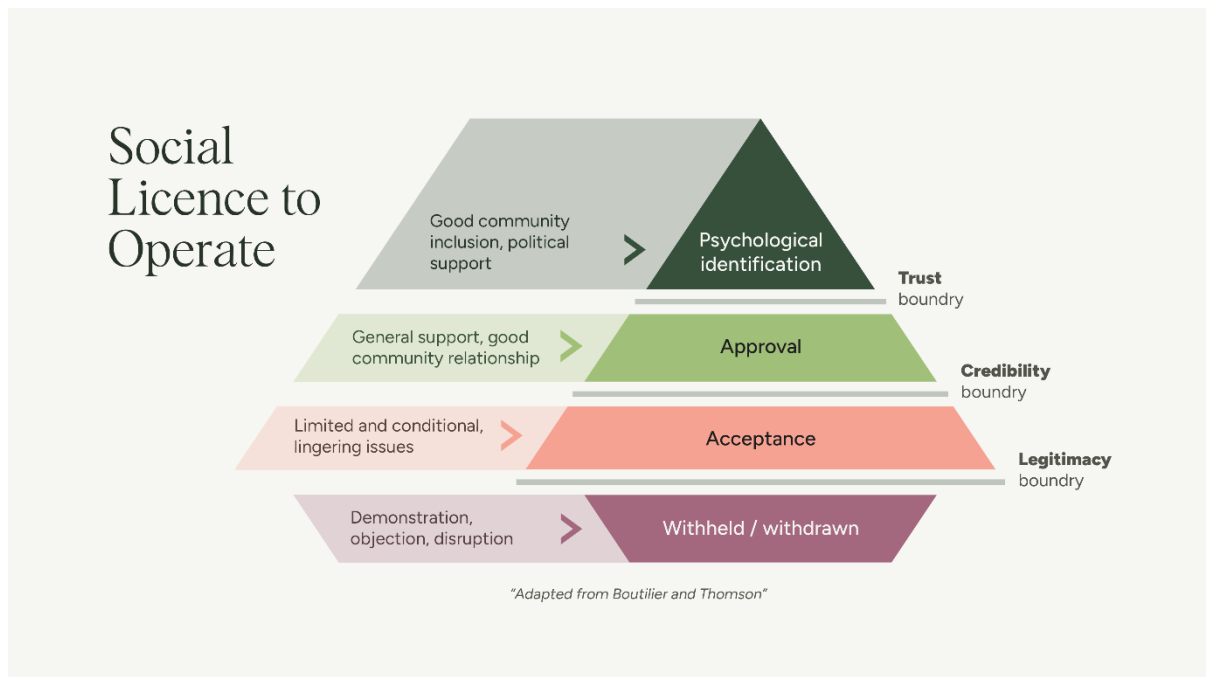 Social
Licence to
Operate
Good community
inclusion, political
support
Psychological
identification
Trust
boundry
General support, good
community relationship
Approval
Credibility
boundry
Limited and conditional,
lingering issues
Acceptance
Legitimacy
boundry
Demonstration,
objection, disruption
Withheld / withdrawn
“Adapted from Boutilier and Thomson”